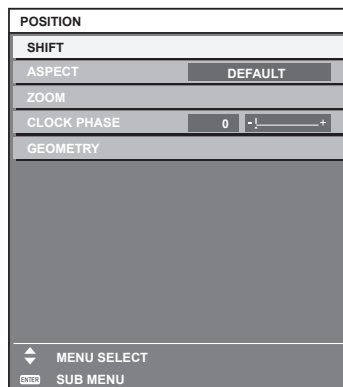 POSITION
SHIFT
ASPECT DEFAULT
ZOOM
CLOCK PHASE 0 - +
GEOMETRY
MENU SELECT
ENTER SUB MENU